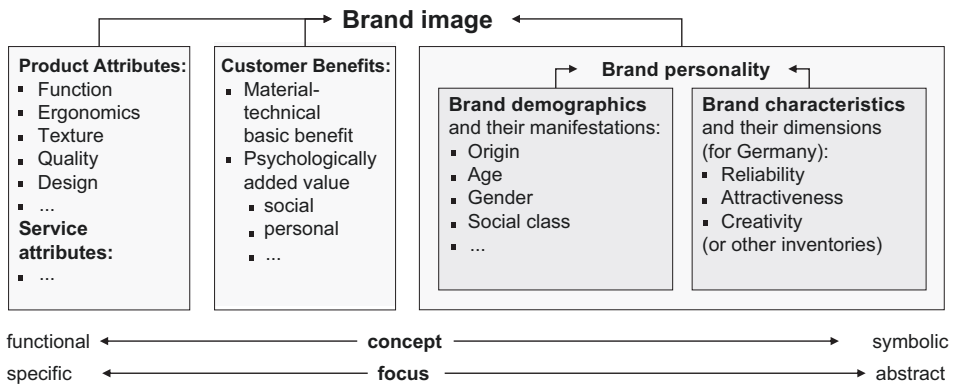 Brand image
Product Attributes:
▪ Function
▪ Ergonomics
▪ Texture
▪ Quality
▪ Design
▪ ...
Service
attributes:
▪ ...
Customer Benefits:
▪ Material-
technical
basic benefit
▪ Psychologically
added value
▪ social
▪ personal
▪ ...
Brand personality
Brand demographics
and their manifestations:
▪ Origin
▪ Age
▪ Gender
▪ Social class
▪ ...
Brand characteristics
and their dimensions
(for Germany):
▪ Reliability
▪ Attractiveness
▪ Creativity
(or other inventories)
functional concept symbolic
specific focus abstract